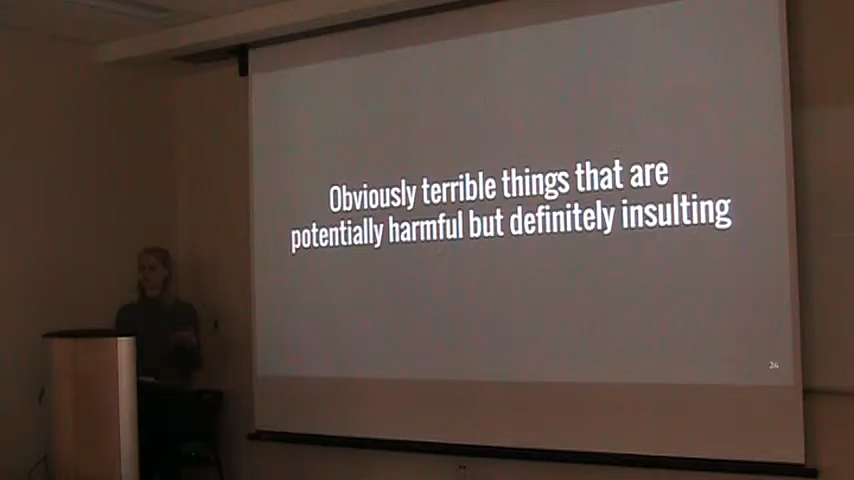 Obviously terrible things that are
potentially harmful but definitely insulting
24